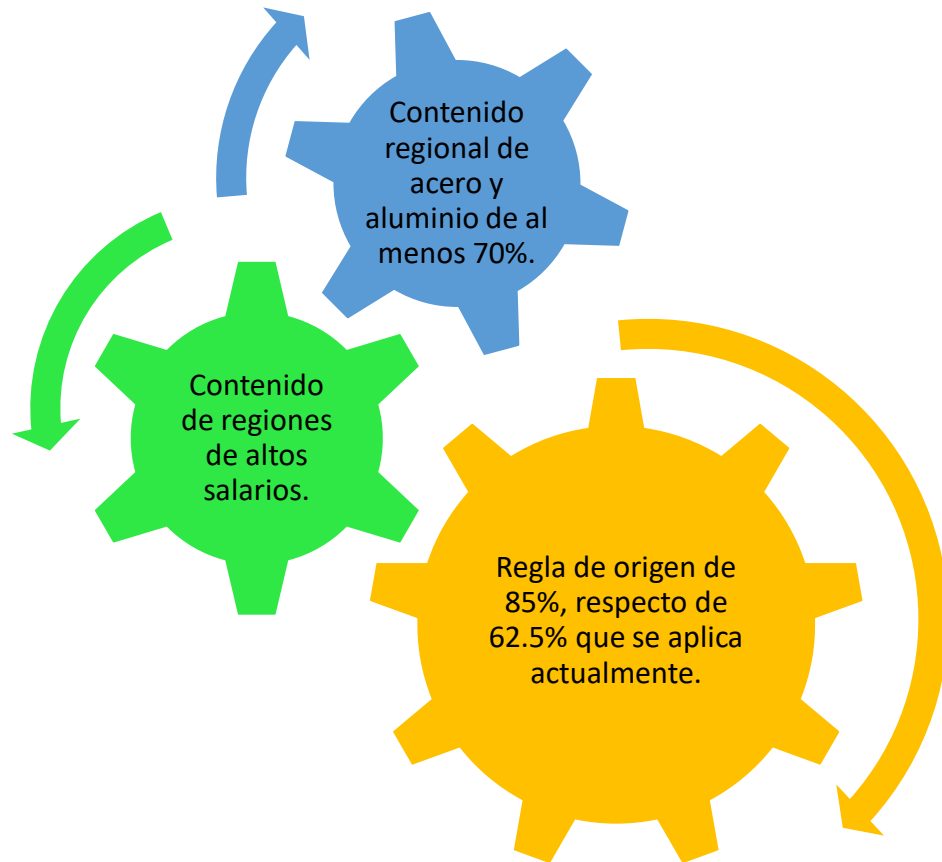 Contenido
regional de
acero y
aluminio de al
menos 70%.
Contenido
de regiones
de altos
salarios.
Regla de origen de
85%, respecto de
62.5% que se aplica
actualmente.